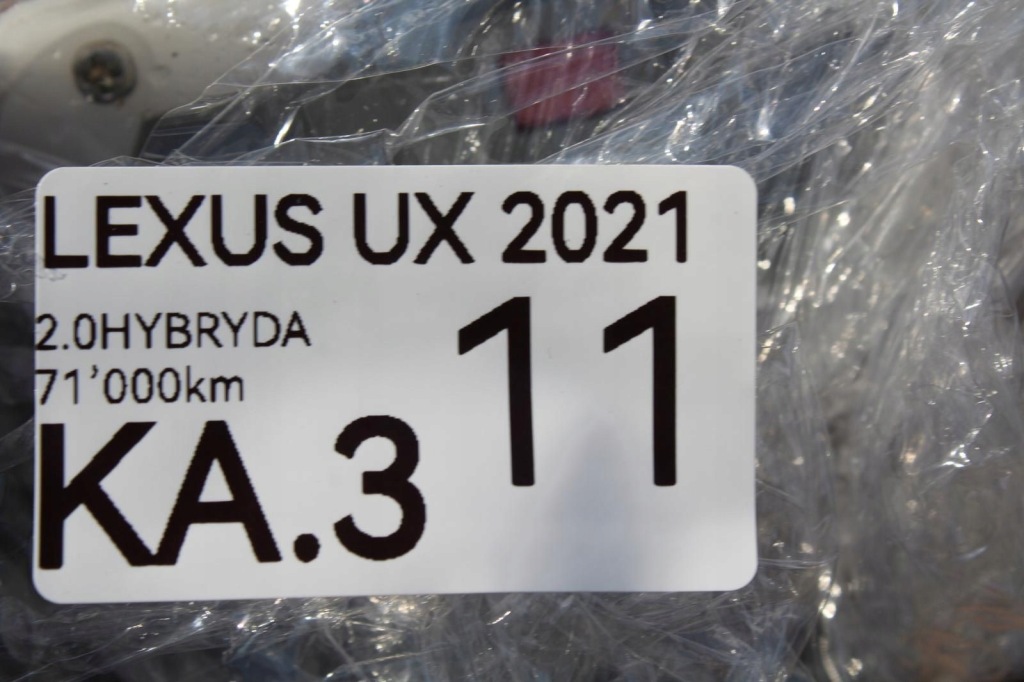 LEXUS UX 2021
2.0HYBRYDA
71'000km
KA.3
11